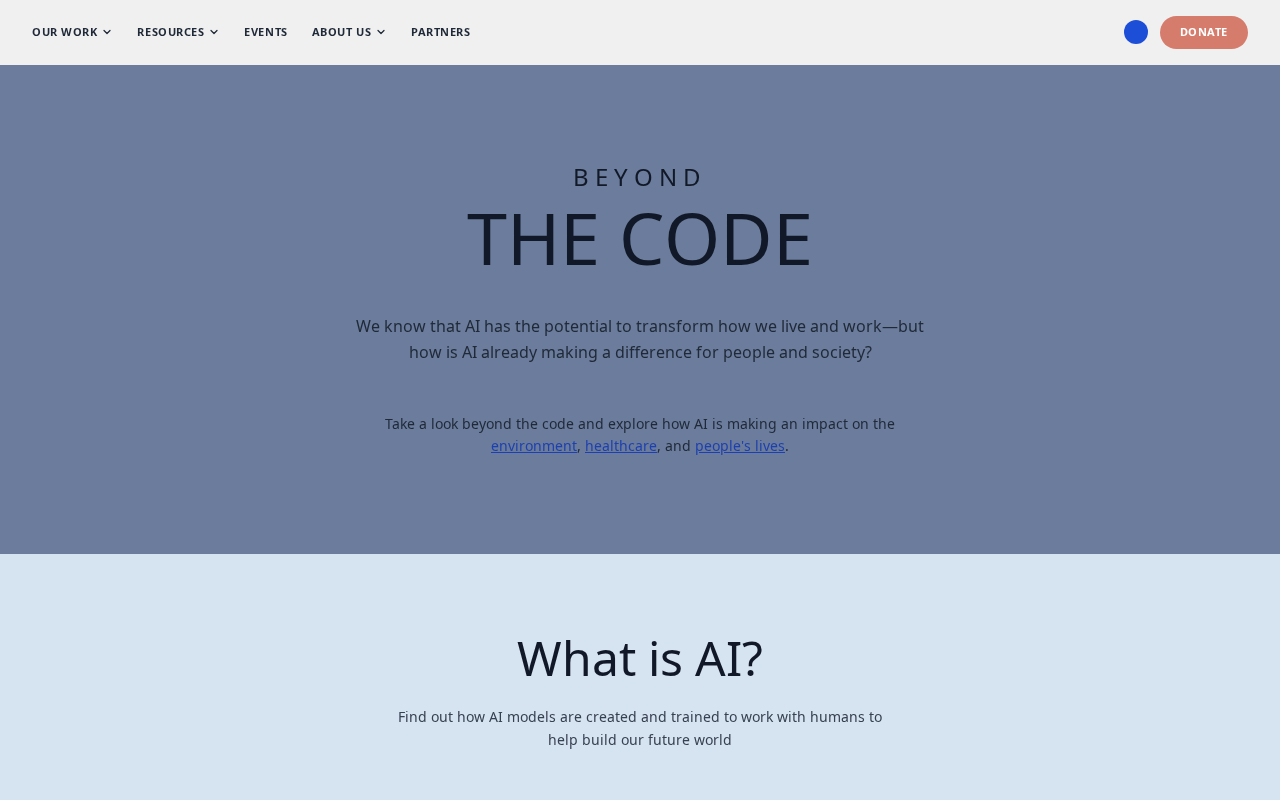 OUR WORK RESOURCES EVENTS ABOUT US PARTNERS DONATE
BEYOND
THE CODE
We know that AI has the potential to transform how we live and work—but
how is AI already making a difference for people and society?
Take a look beyond the code and explore how AI is making an impact on the
environment, healthcare, and people's lives.
What is AI?
Find out how AI models are created and trained to work with humans to
help build our future world